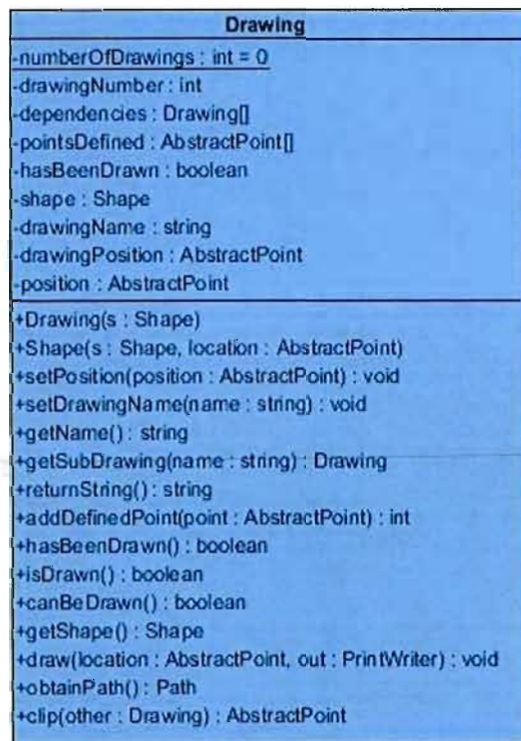 Drawing
-numberOfDrawings : int = 0
-drawingNumber : int
-dependencies : Drawing[]
-pointsDefined : AbstractPoint[]
-hasBeenDrawn : boolean
-shape : Shape
-drawingName : string
-drawingPosition : AbstractPoint
-position : AbstractPoint
+Drawing(s : Shape)
+Shape(s : Shape, location : AbstractPoint)
+setPosition(position : AbstractPoint) : void
+setDrawingName(name : string) : void
+getName() : string
+getSubDrawing(name : string) : Drawing
+returnString() : string
+addDefinedPoint(point : AbstractPoint) : int
+hasBeenDrawn() : boolean
+isDrawn() : boolean
+canBeDrawn() : boolean
+getShape() : Shape
+draw(location : AbstractPoint, out : PrintWriter) : void
+obtainPath() : Path
+clip(other : Drawing) : AbstractPoint